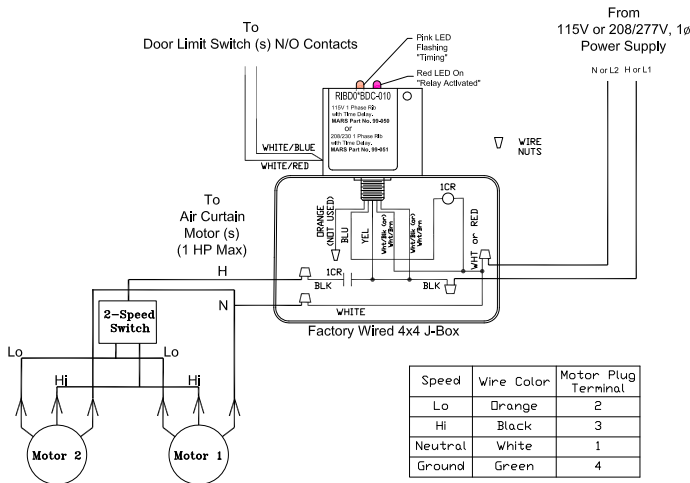 To
Door Limit Switch (s) N/O Contacts
Pink LED
Flashing
"Timing"
Red LED On
"Relay Activated"
From
115V or 208/277V, 1ø
Power Supply
N or L2 H or L1
RIBD0*BDC-010
115V 1 Phase Rib
with Time Delay.
MARS Part No. 99-050
or
208/230 1 Phase Rib
with Time Delay.
MARS Part No. 99-051
WHITE/BLUE
WHITE/RED
WIRE
NUTS
To
Air Curtain
Motor (s)
(1 HP Max)
ORANGE
(NOT USED)
BLU
YEL
Wht/Blk (or)
Wht/Brn
Wht/Blk (or)
Wht/Brn
1CR
WHT or RED
H
1CR
BLK
BLK
N
WHITE
Factory Wired 4x4 J-Box
2-Speed
Switch
Lo
Lo
Hi
Hi
Motor 2
Motor 1
Speed Wire Color Motor Plug
Terminal
Lo Orange 2
Hi Black 3
Neutral White 1
Ground Green 4